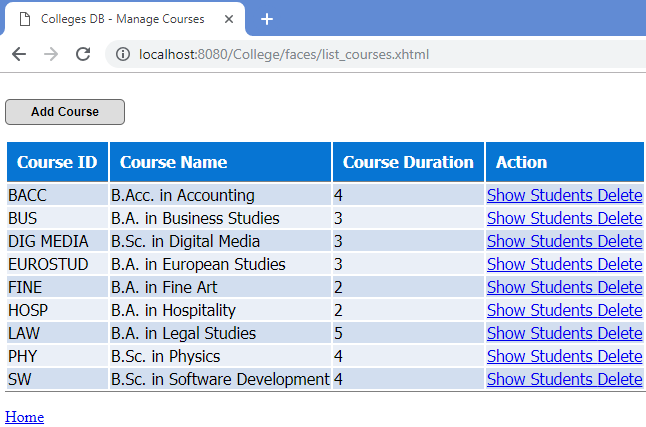 Colleges DB - Manage Courses
localhost:8080/College/faces/list_courses.xhtml
Add Course
Course ID Course Name Course Duration Action
BACC B.Acc. in Accounting 4 Show Students Delete
BUS B.A. in Business Studies 3 Show Students Delete
DIG MEDIA B.Sc. in Digital Media 3 Show Students Delete
EUROSTUD B.A. in European Studies 3 Show Students Delete
FINE B.A. in Fine Art 2 Show Students Delete
HOSP B.A. in Hospitality 2 Show Students Delete
LAW B.A. in Legal Studies 5 Show Students Delete
PHY B.Sc. in Physics 4 Show Students Delete
SW B.Sc. in Software Development 4 Show Students Delete
Home